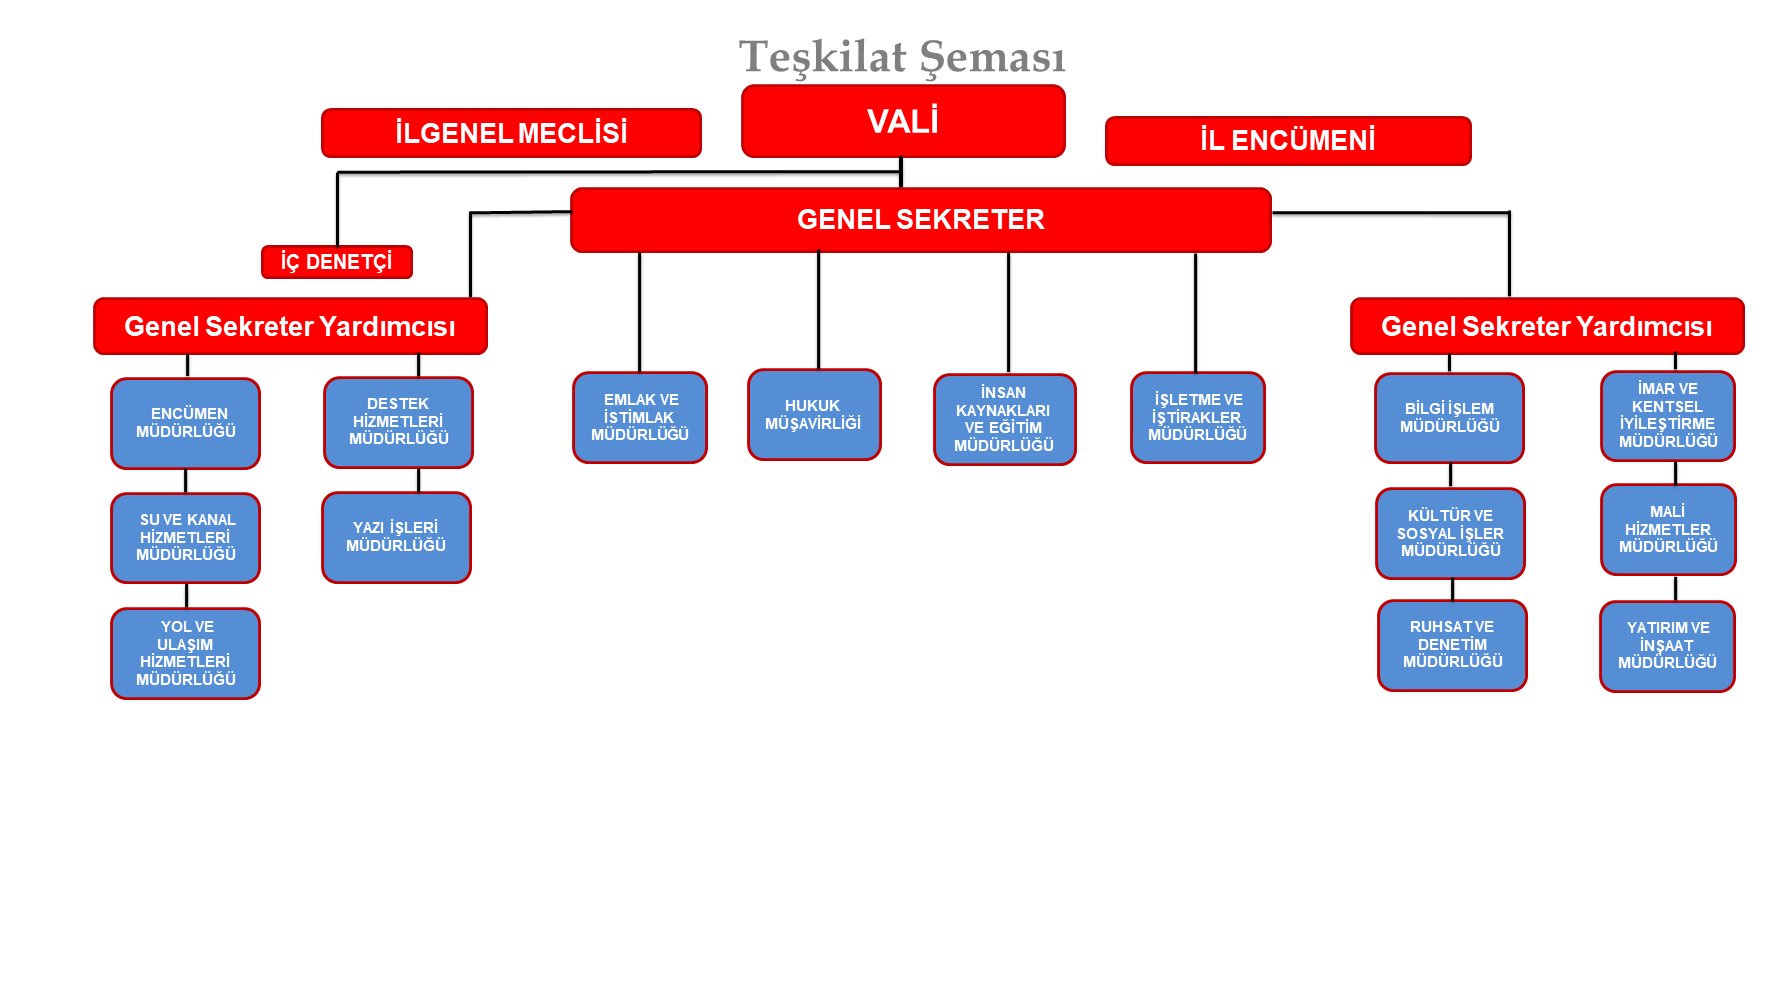 Teşkilat Şeması
VALİ
İLGENEL MECLİSİ
İL ENCÜMENİ
GENEL SEKRETER
İÇ DENETÇİ
Genel Sekreter Yardımcısı
Genel Sekreter Yardımcısı
ENCÜMEN
MÜDÜRLÜĞÜ
DESTEK
HİZMETLERİ
MÜDÜRLÜĞÜ
EMLAK VE
İSTİMLAK
MÜDÜRLÜĞÜ
HUKUK
MÜŞAVİRLİĞİ
İNSAN
KAYNAKLARI
VE EĞİTİM
MÜDÜRLÜĞÜ
İŞLETME VE
İŞTİRAKLER
MÜDÜRLÜĞÜ
BİLGİ İŞLEM
MÜDÜRLÜĞÜ
İMAR VE
KENTSEL
İYİLEŞTİRME
MÜDÜRLÜĞÜ
SU VE KANAL
HİZMETLERİ
MÜDÜRLÜĞÜ
YAZI İŞLERİ
MÜDÜRLÜĞÜ
KÜLTÜR VE
SOSYAL İŞLER
MÜDÜRLÜĞÜ
MALİ
HİZMETLER
MÜDÜRLÜĞÜ
YOL VE
ULAŞIM
HİZMETLERİ
MÜDÜRLÜĞÜ
RUHSAT VE
DENETİM
MÜDÜRLÜĞÜ
YATIRIM VE
İNŞAAT
MÜDÜRLÜĞÜ